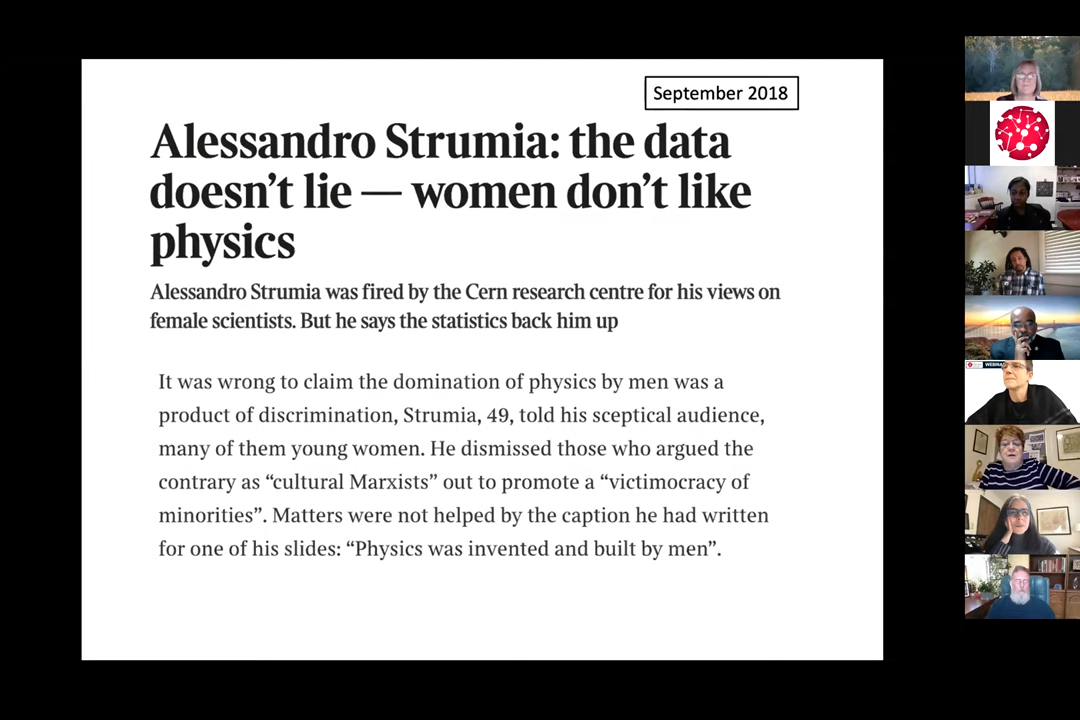 September 2018
Alessandro Strumia: the data
doesn’t lie — women don’t like
physics
Alessandro Strumia was fired by the Cern research centre for his views on
female scientists. But he says the statistics back him up
It was wrong to claim the domination of physics by men was a
product of discrimination, Strumia, 49, told his sceptical audience,
many of them young women. He dismissed those who argued the
contrary as “cultural Marxists” out to promote a “victimocracy of
minorities”. Matters were not helped by the caption he had written
for one of his slides: “Physics was invented and built by men”.